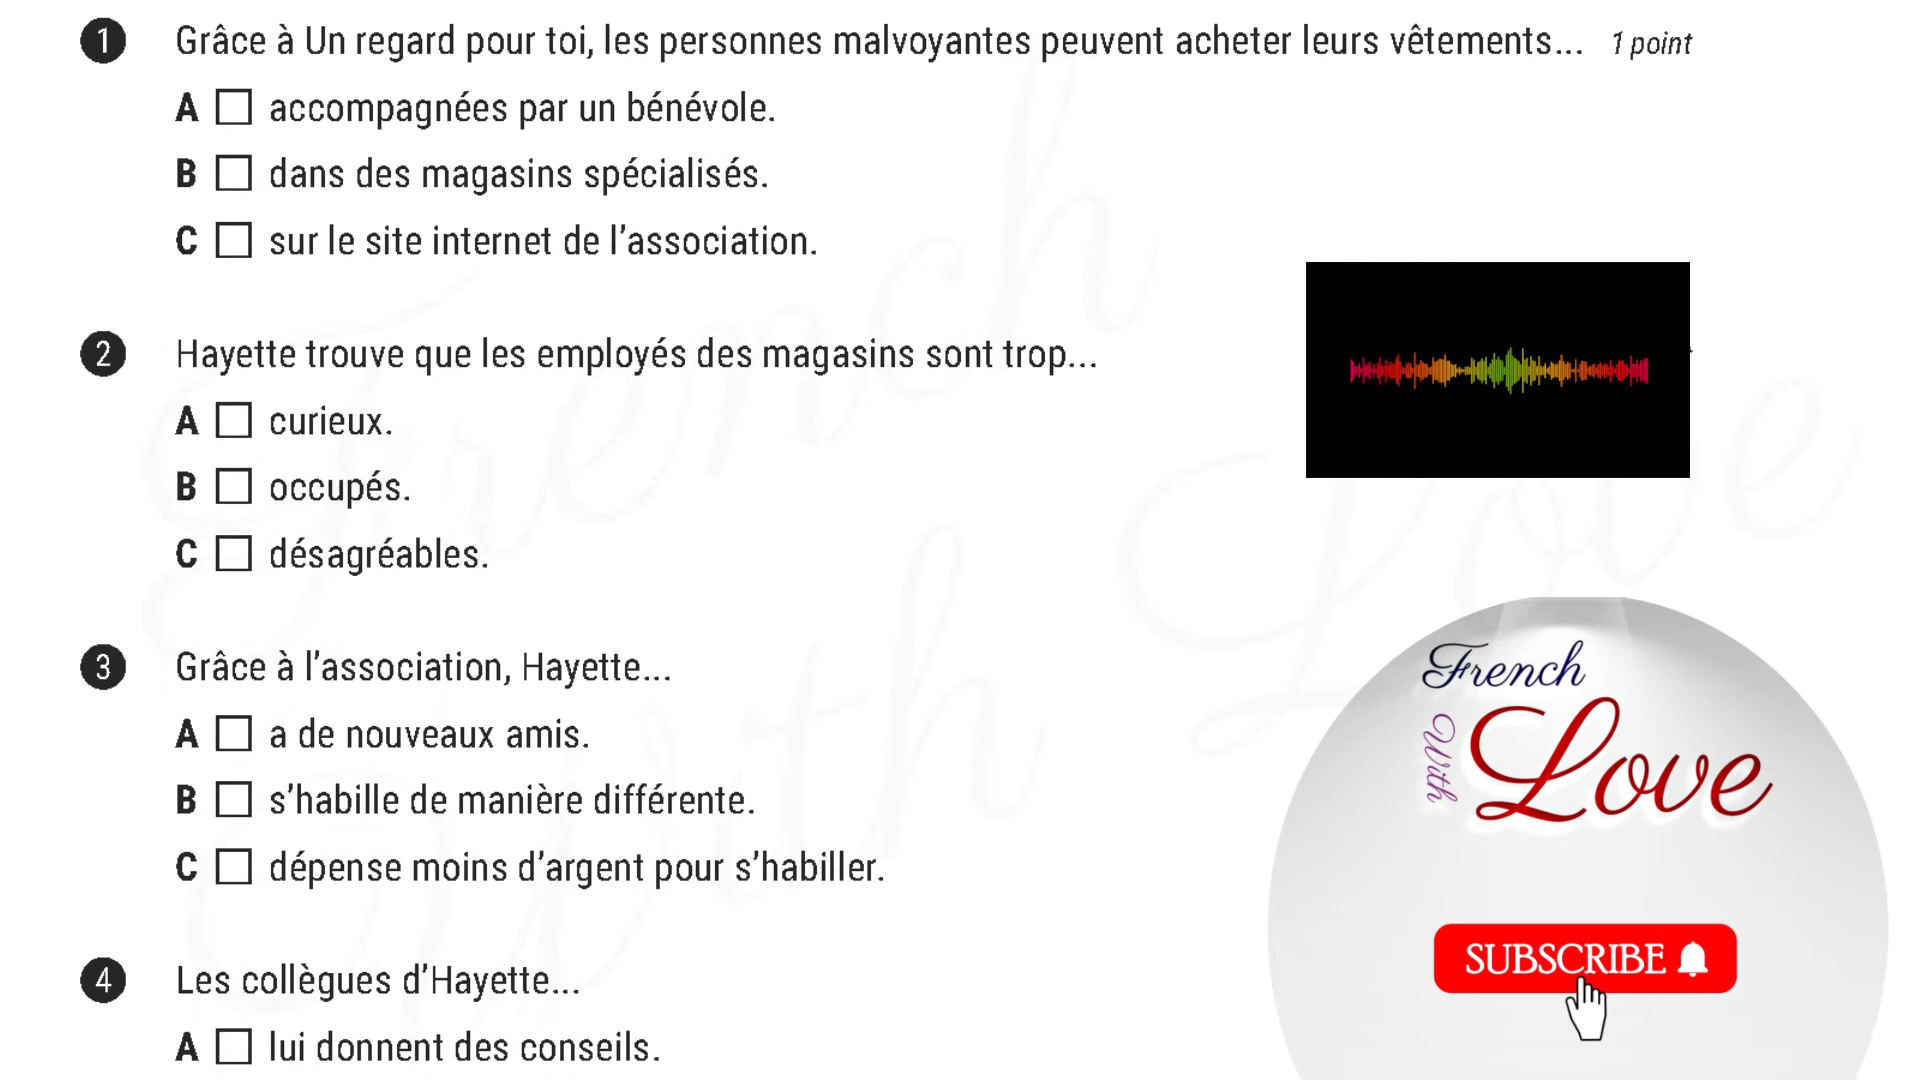 1 Grâce à Un regard pour toi, les personnes malvoyantes peuvent acheter leurs vêtements... 1 point
A accompagnées par un bénévole.
B dans des magasins spécialisés.
C sur le site internet de l'association.
2 Hayette trouve que les employés des magasins sont trop...
A curieux.
B occupés.
C désagréables.
3 Grâce à l'association, Hayette...
A a de nouveaux amis.
B s'habille de manière différente.
C dépense moins d'argent pour s'habiller.
4 Les collègues d'Hayette...
A lui donnent des conseils.
French
With
Love
SUBSCRIBE
French
With
Love